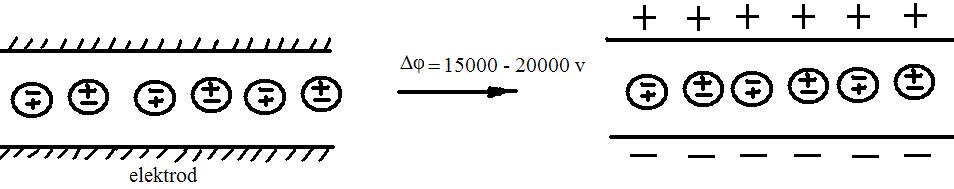 Δφ = 15000 - 20000 v
+ + + + + +
− + − + − +
+ − + − + −
− + − + − +
+ − + − + −
− − − − − −
elektrod